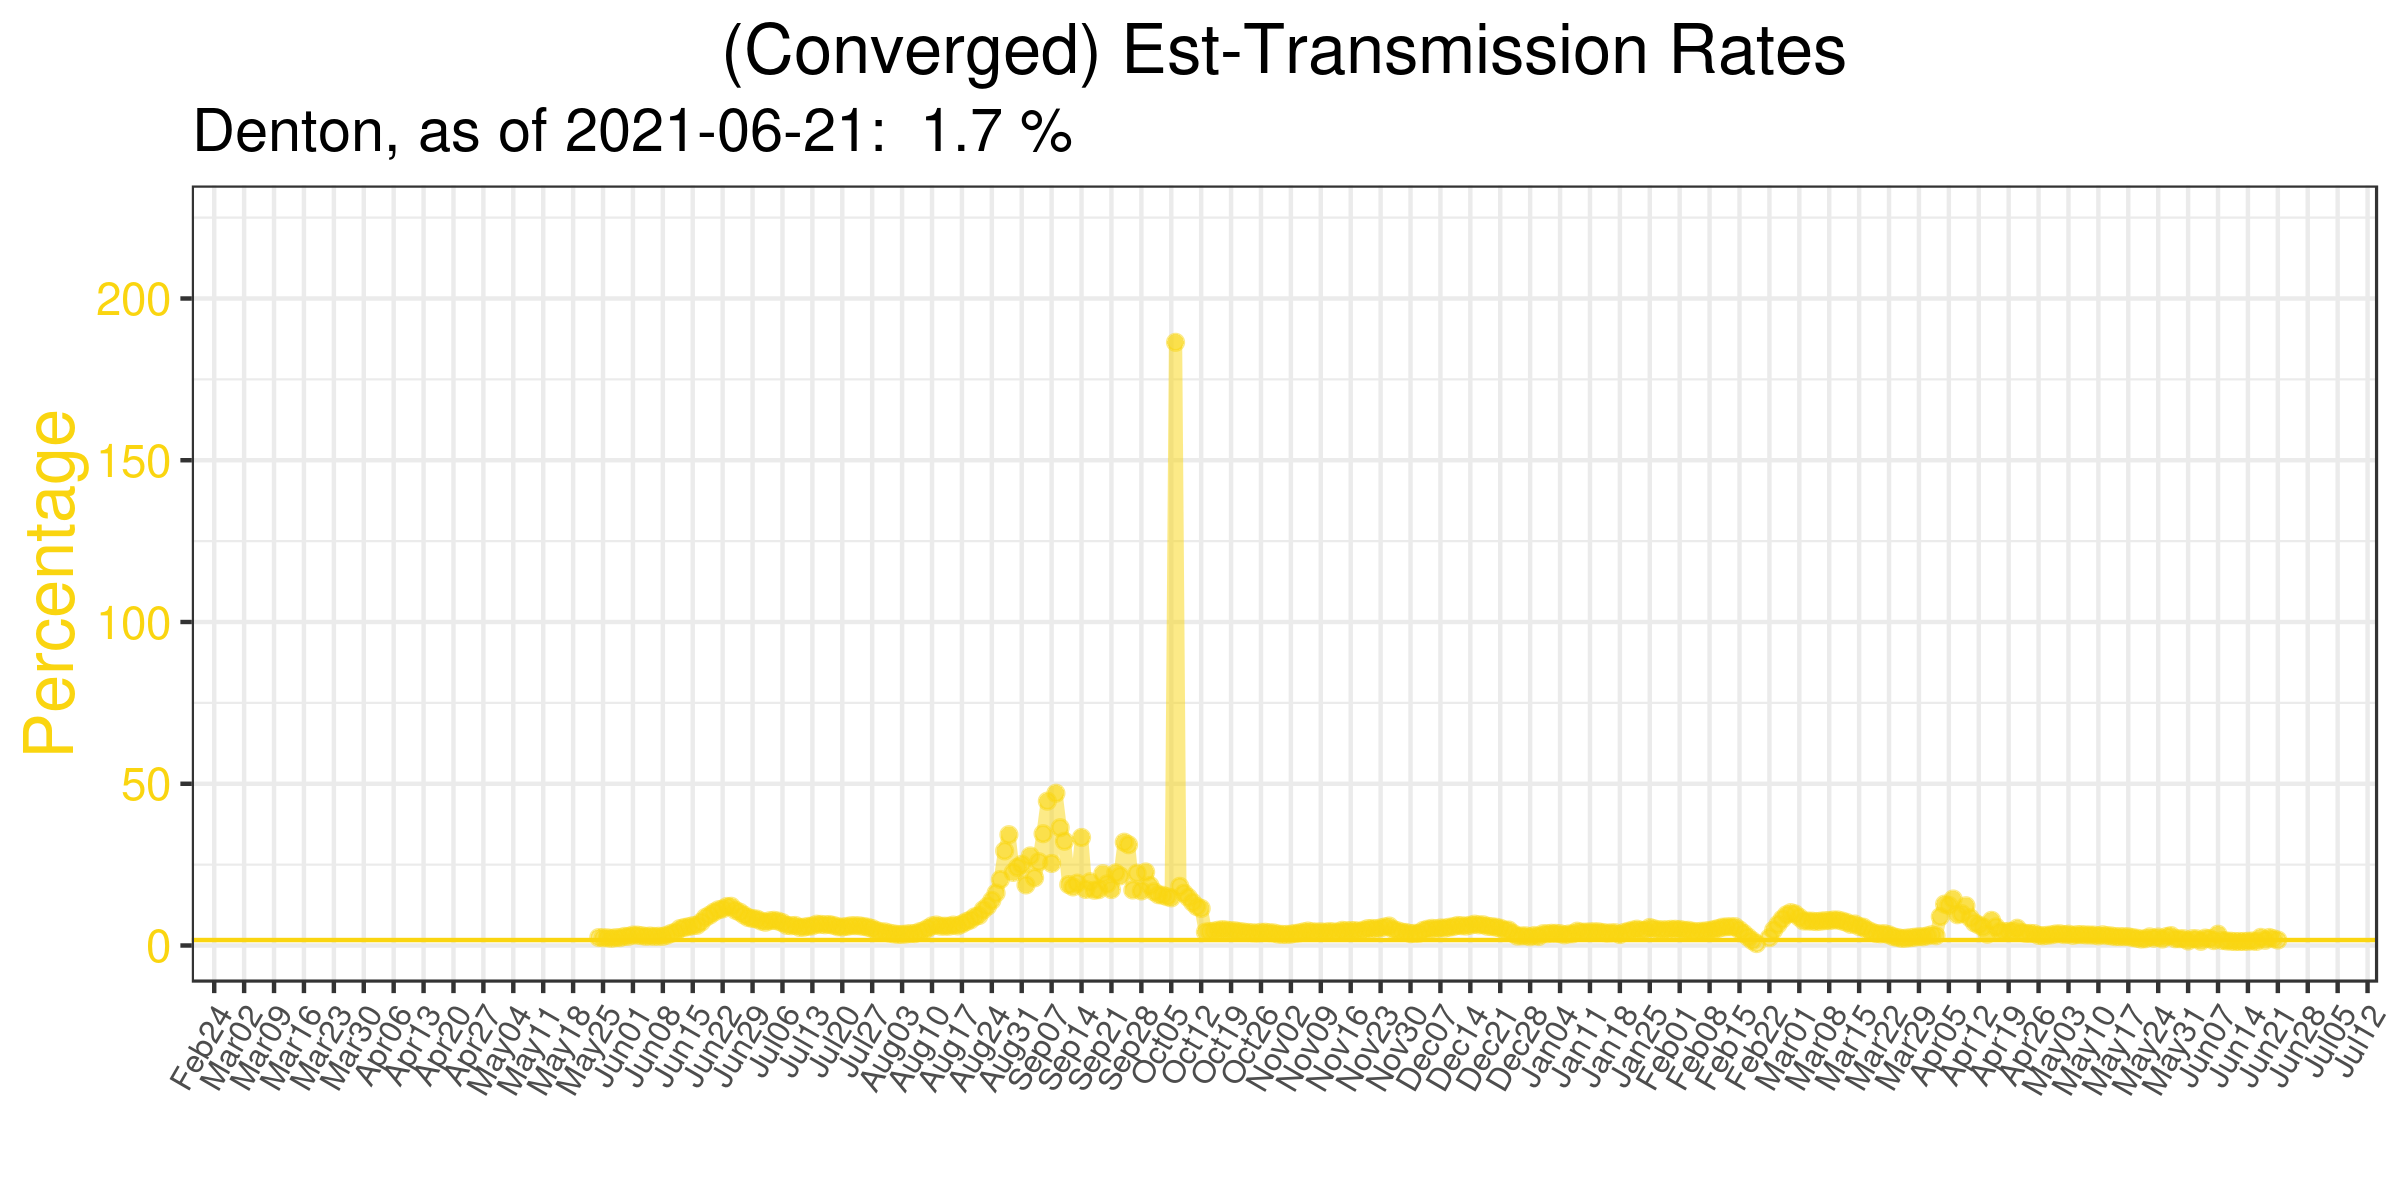 (Converged) Est-Transmission Rates
Denton, as of 2021-06-21:  1.7 %
Percentage
200
150
100
50
0
Feb24
Mar02
Mar09
Mar16
Mar23
Mar30
Apr06
Apr13
Apr20
Apr27
May04
May11
May18
May25
Jun01
Jun08
Jun15
Jun22
Jun29
Jul06
Jul13
Jul20
Jul27
Aug03
Aug10
Aug17
Aug24
Aug31
Sep07
Sep14
Sep21
Sep28
Oct05
Oct12
Oct19
Oct26
Nov02
Nov09
Nov16
Nov23
Nov30
Dec07
Dec14
Dec21
Dec28
Jan04
Jan11
Jan18
Jan25
Feb01
Feb08
Feb15
Feb22
Mar01
Mar08
Mar15
Mar22
Mar29
Apr05
Apr12
Apr19
Apr26
May03
May10
May17
May24
May31
Jun07
Jun14
Jun21
Jun28
Jul05
Jul12